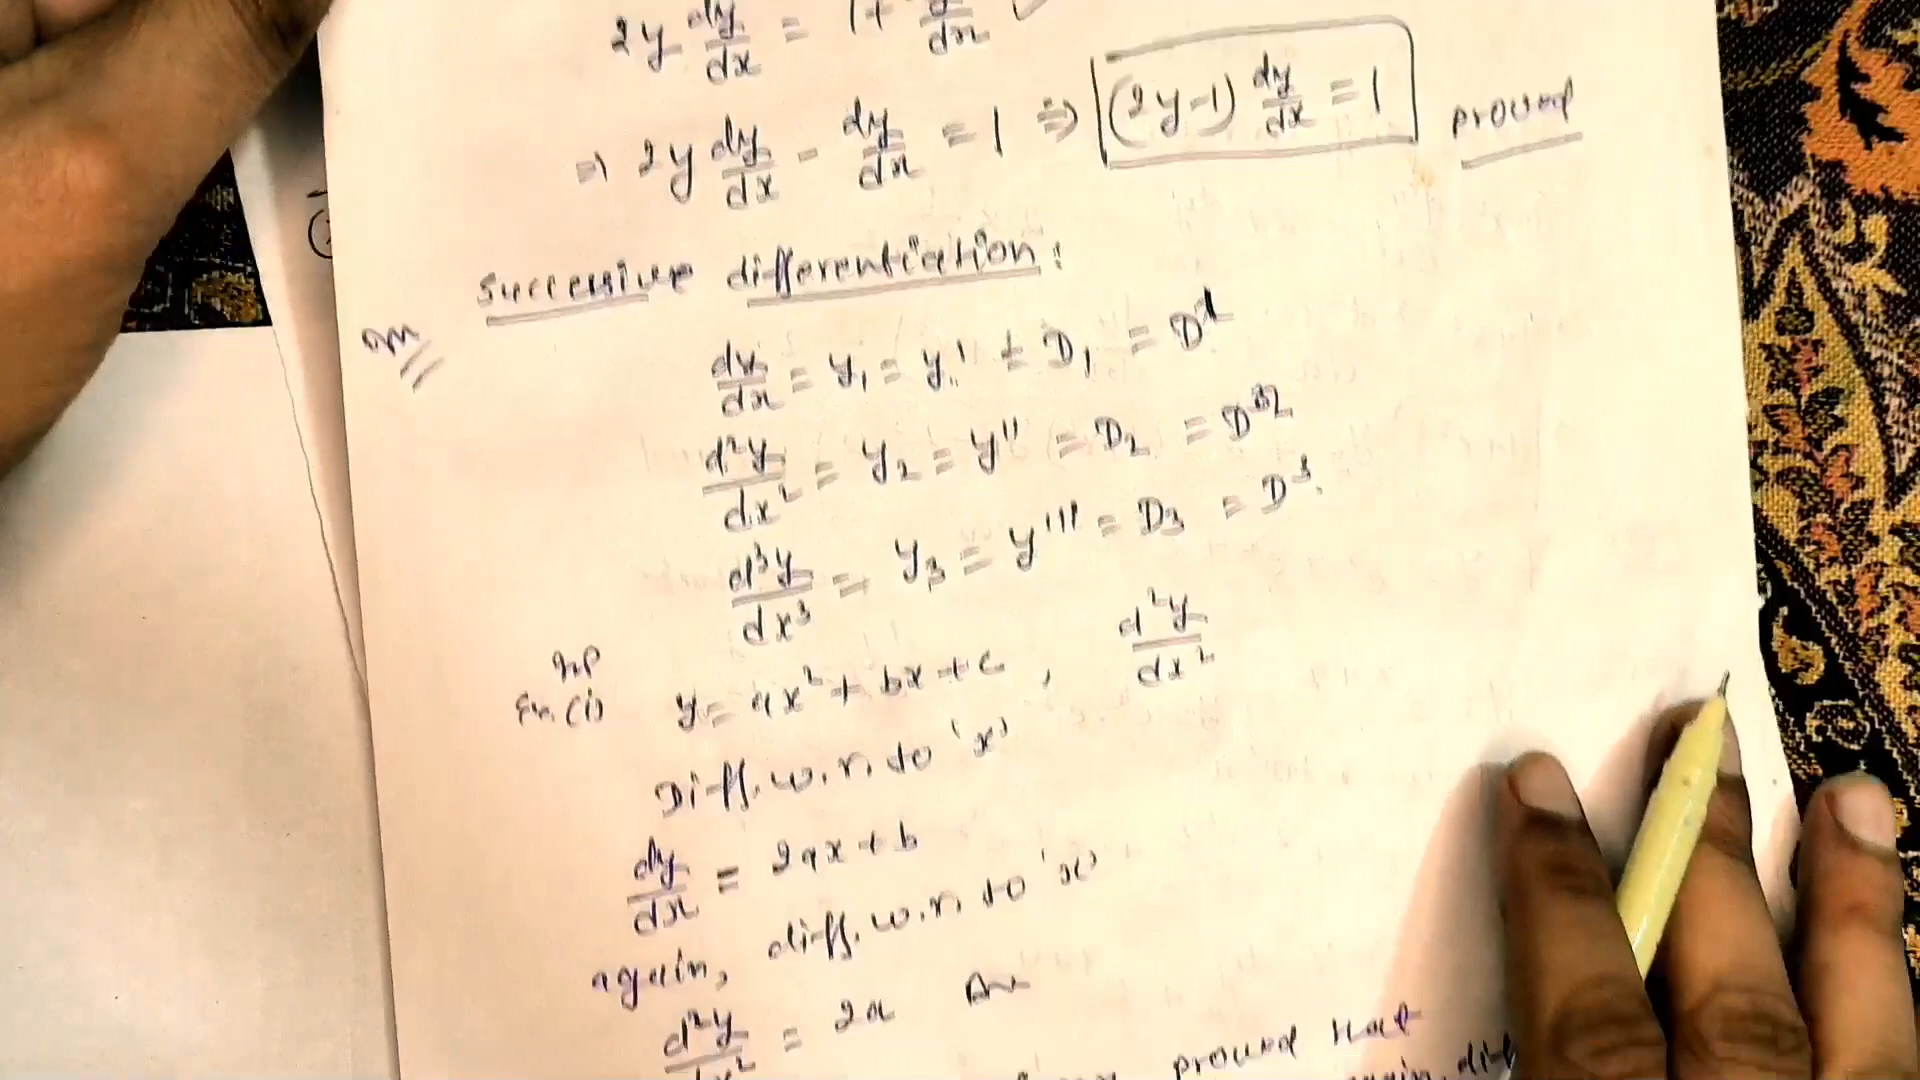 2y dy/dx = 1 + dy/dx
⇒ 2y dy/dx - dy/dx = 1 ⇒ (2y-1) dy/dx = 1 proved
Successive differentiation:
dy/dx = y₁ = y' = D₁ = D¹
d²y/dx² = y₂ = y'' = D₂ = D²
d³y/dx³ = y₃ = y''' = D₃ = D³.
Ex.(i) y = ax² + bx + c , d²y/dx²
Diff. w.r. to 'x'
dy/dx = 2ax + b
again, diff. w.r. to 'x'
d²y/dx² = 2a Ans
proved that
again, dif